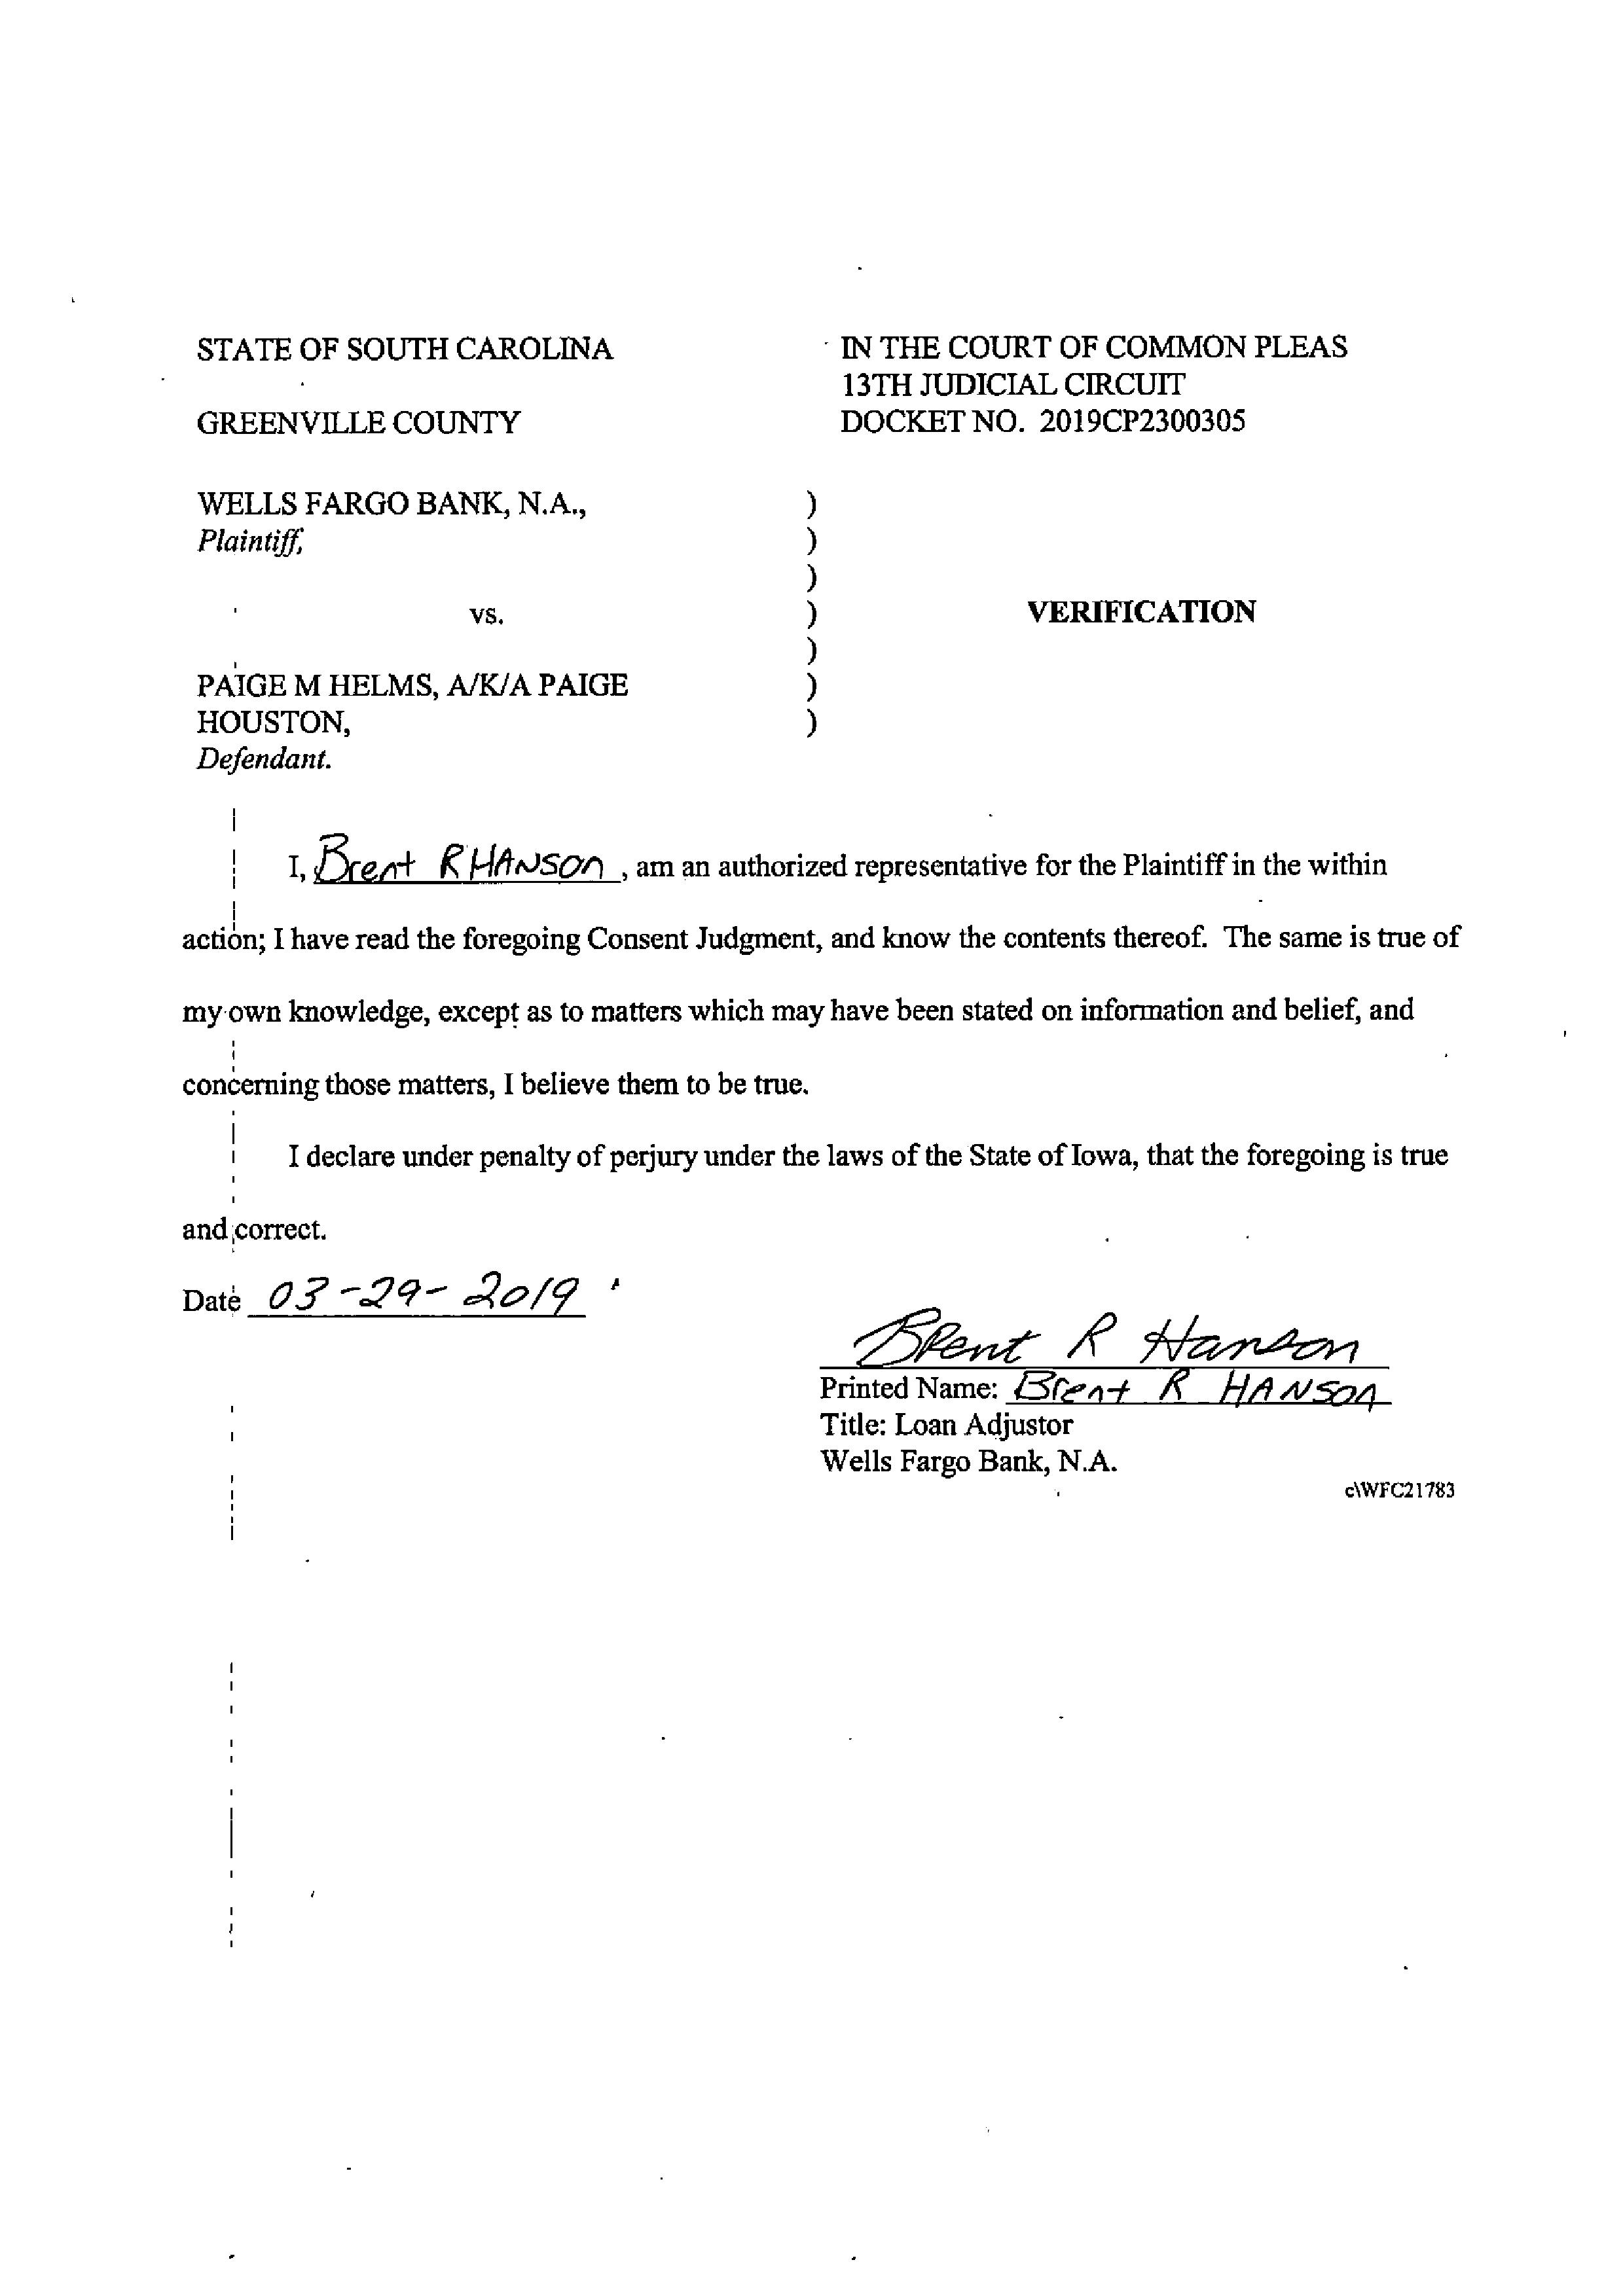 STATE OF SOUTH CAROLINA
GREENVILLE COUNTY
IN THE COURT OF COMMON PLEAS
13TH JUDICIAL CIRCUIT
DOCKET NO. 2019CP2300305
WELLS FARGO BANK, N.A., )
Plaintiff, )
)
vs. ) VERIFICATION
)
PAIGE M HELMS, A/K/A PAIGE )
HOUSTON, )
Defendant.
I, Brent R HANSON, am an authorized representative for the Plaintiff in the within
action; I have read the foregoing Consent Judgment, and know the contents thereof. The same is true of
my own knowledge, except as to matters which may have been stated on information and belief, and
concerning those matters, I believe them to be true.
I declare under penalty of perjury under the laws of the State of Iowa, that the foregoing is true
and correct.
Date 03-29-2019
Brent R Hanson
Printed Name: Brent R HANSON
Title: Loan Adjustor
Wells Fargo Bank, N.A.
c\WFC21783